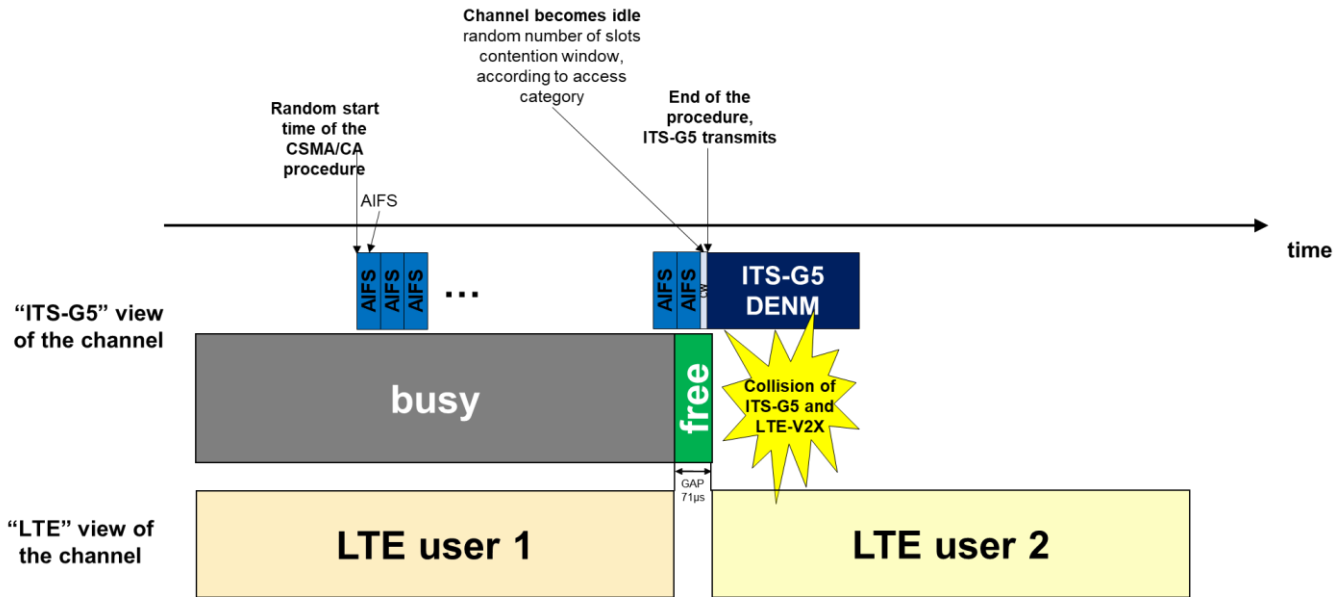 Channel becomes idle
random number of slots
contention window,
according to access
category
End of the
procedure,
ITS-G5 transmits
Random start
time of the
CSMA/CA
procedure
AIFS
time
“ITS-G5” view
of the channel
AIFS
AIFS
AIFS
...
AIFS
AIFS
CW
ITS-G5
DENM
busy
free
Collision of
ITS-G5 and
LTE-V2X
GAP
71µs
“LTE” view of
the channel
LTE user 1
LTE user 2